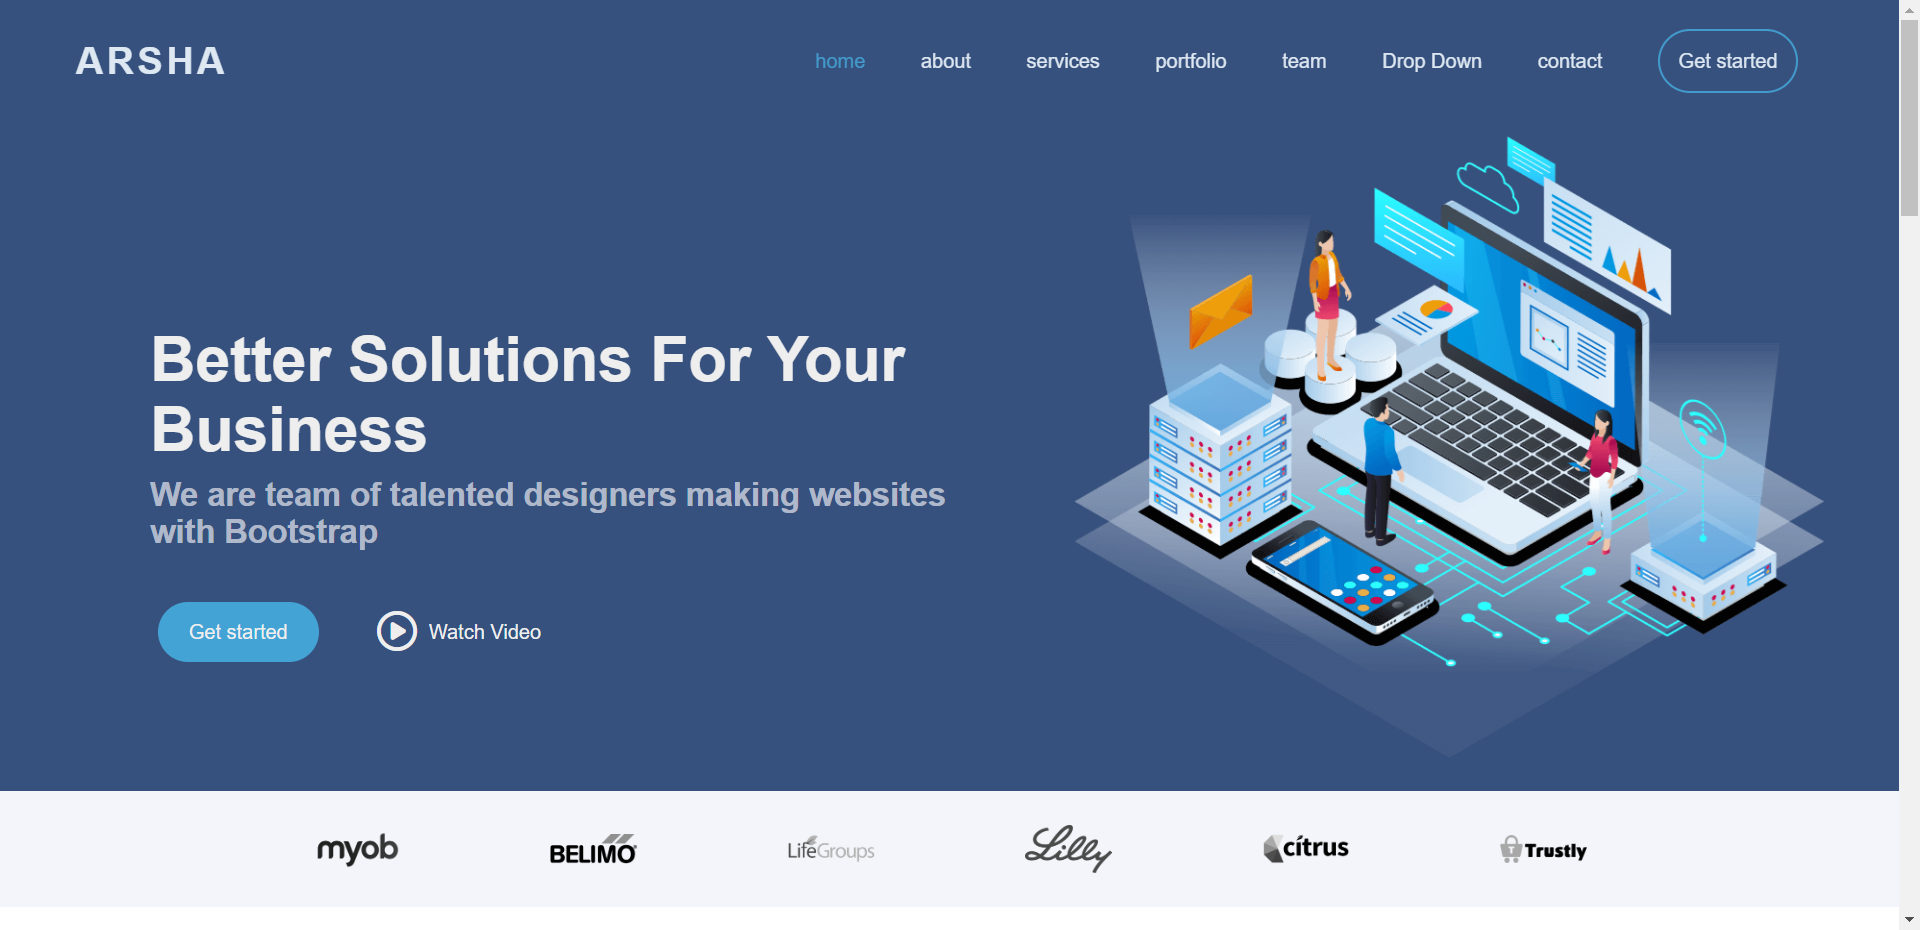 ARSHA
home about services portfolio team Drop Down contact Get started
Better Solutions For Your
Business
We are team of talented designers making websites
with Bootstrap
Get started Watch Video
myob BELIMO LifeGroups Lilly cítrus Trustly